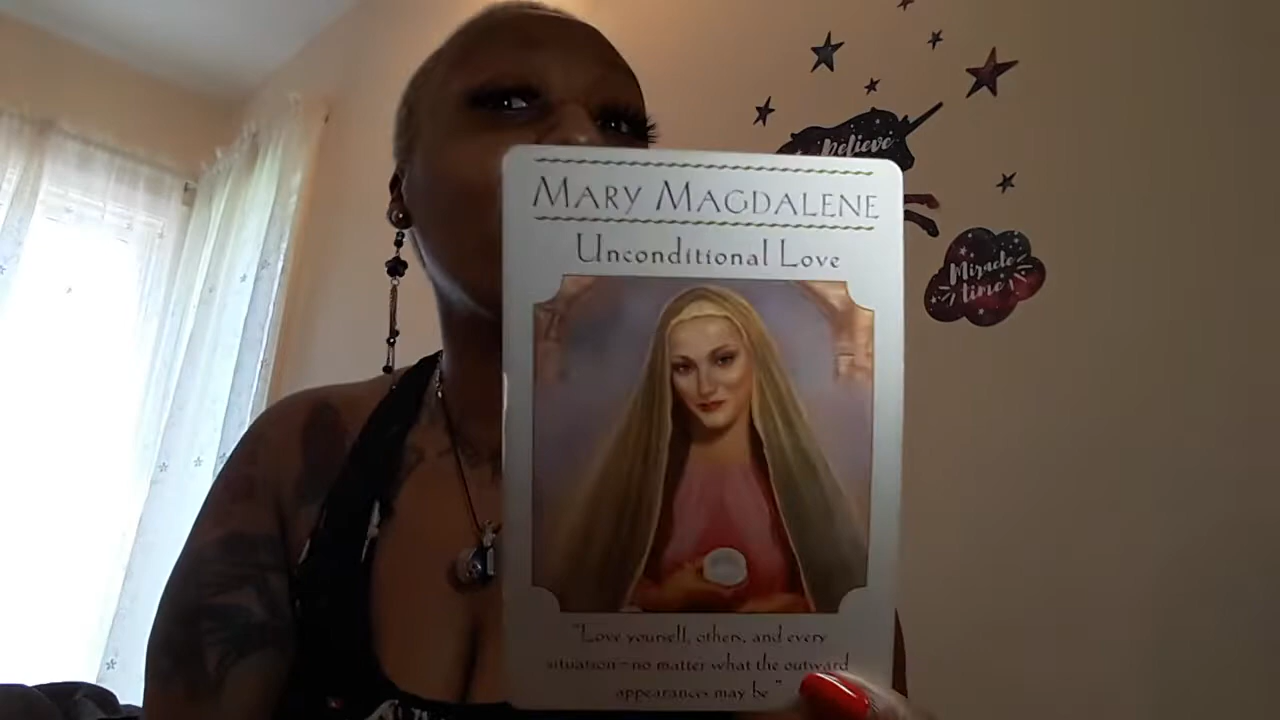 Believe
MARY MAGDALENE
Unconditional Love
Miracle
time
"Love yourself, others, and every
situation–no matter what the outward
appearances may be"